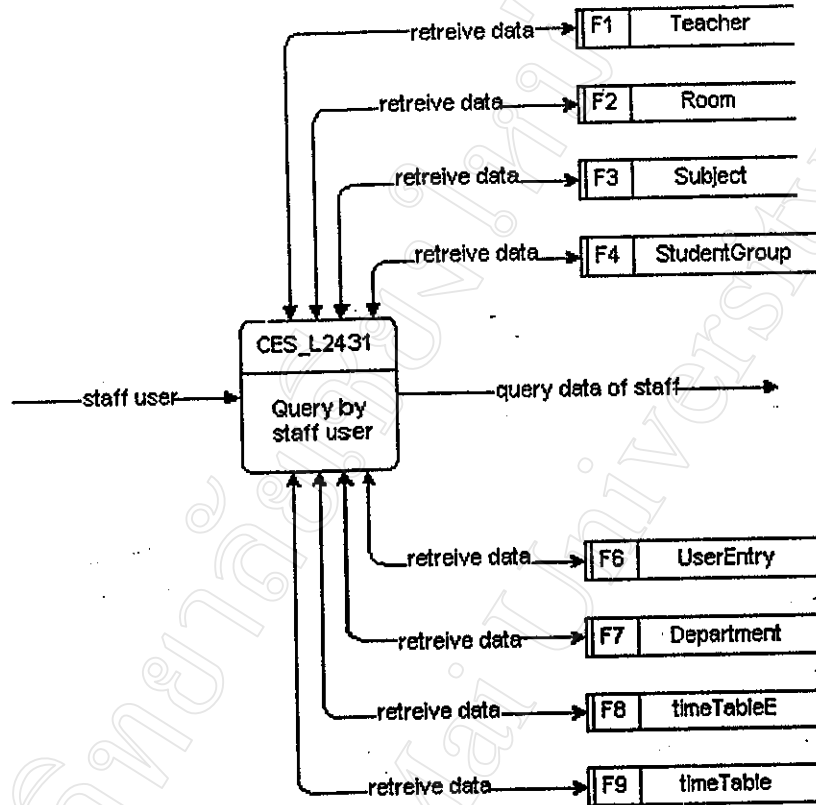 retreive data F1 Teacher
retreive data F2 Room
retreive data F3 Subject
retreive data F4 StudentGroup
CES_L2431
staff user
Query by
staff user
query data of staff
retreive data F6 UserEntry
retreive data F7 Department
retreive data F8 timeTableE
retreive data F9 timeTable
Mai University